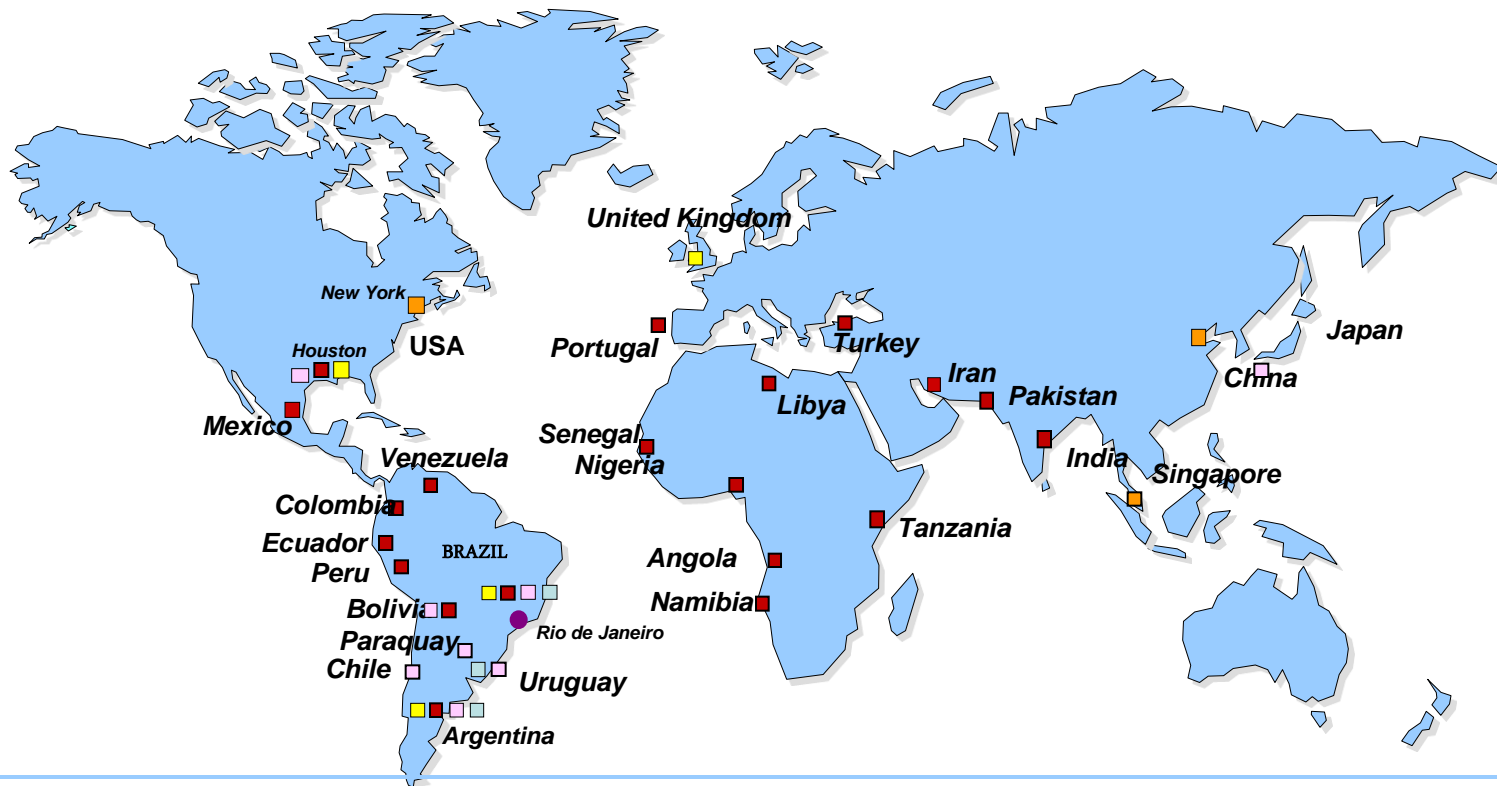 United Kingdom
New York
USA
Houston
Portugal
Turkey
Japan
Iran
China
Pakistan
Libya
Mexico
Senegal
Nigeria
Venezuela
India
Singapore
Colombia
Tanzania
Ecuador
BRAZIL
Angola
Peru
Bolivia
Namibia
Rio de Janeiro
Paraquay
Chile
Uruguay
Argentina